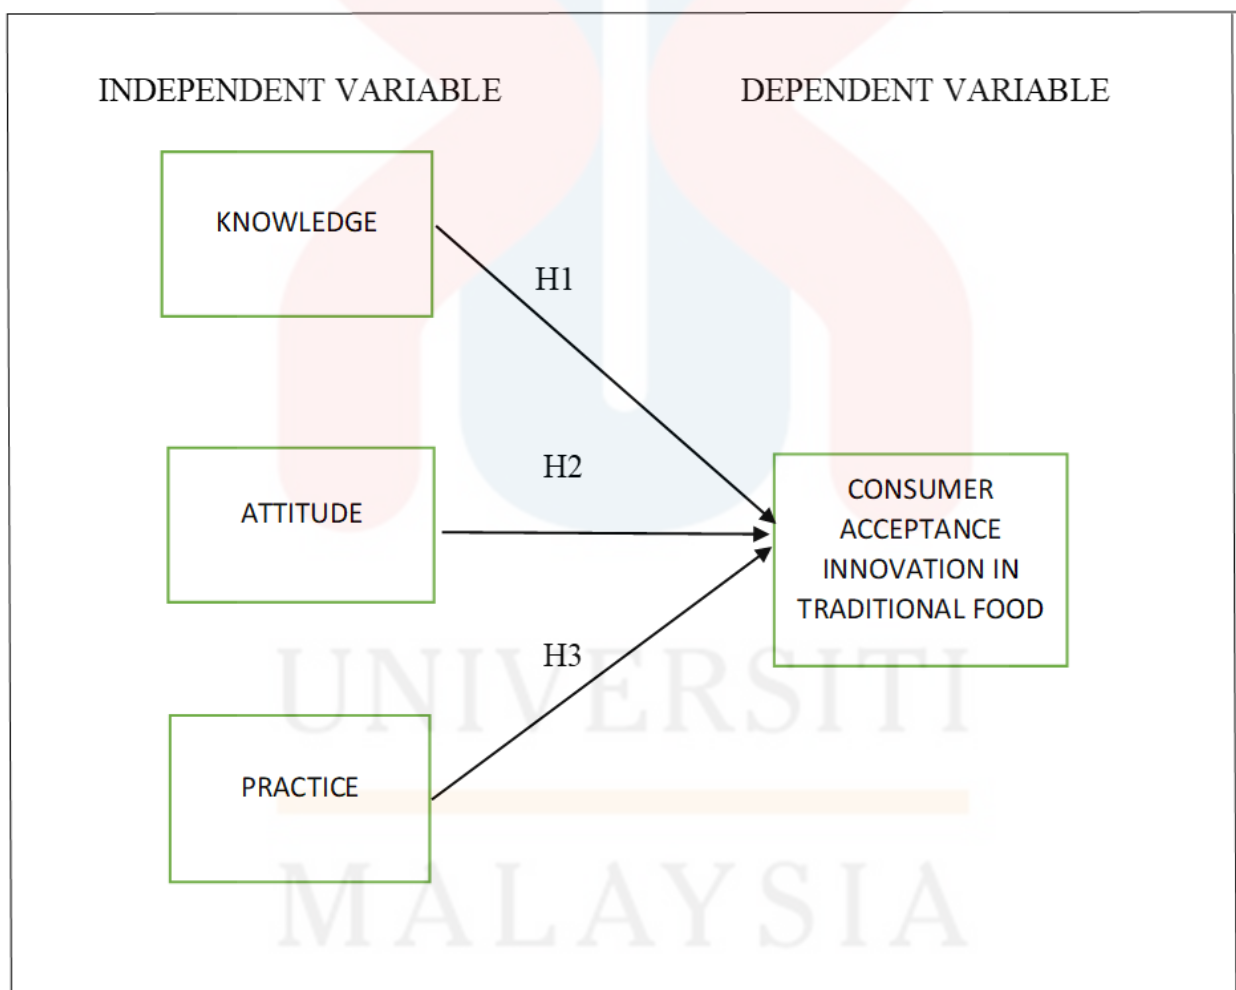 INDEPENDENT VARIABLE
DEPENDENT VARIABLE
KNOWLEDGE
H1
ATTITUDE
H2
CONSUMER
ACCEPTANCE
INNOVATION IN
TRADITIONAL FOOD
H3
PRACTICE
UNIVERSITI
MALAYSIA